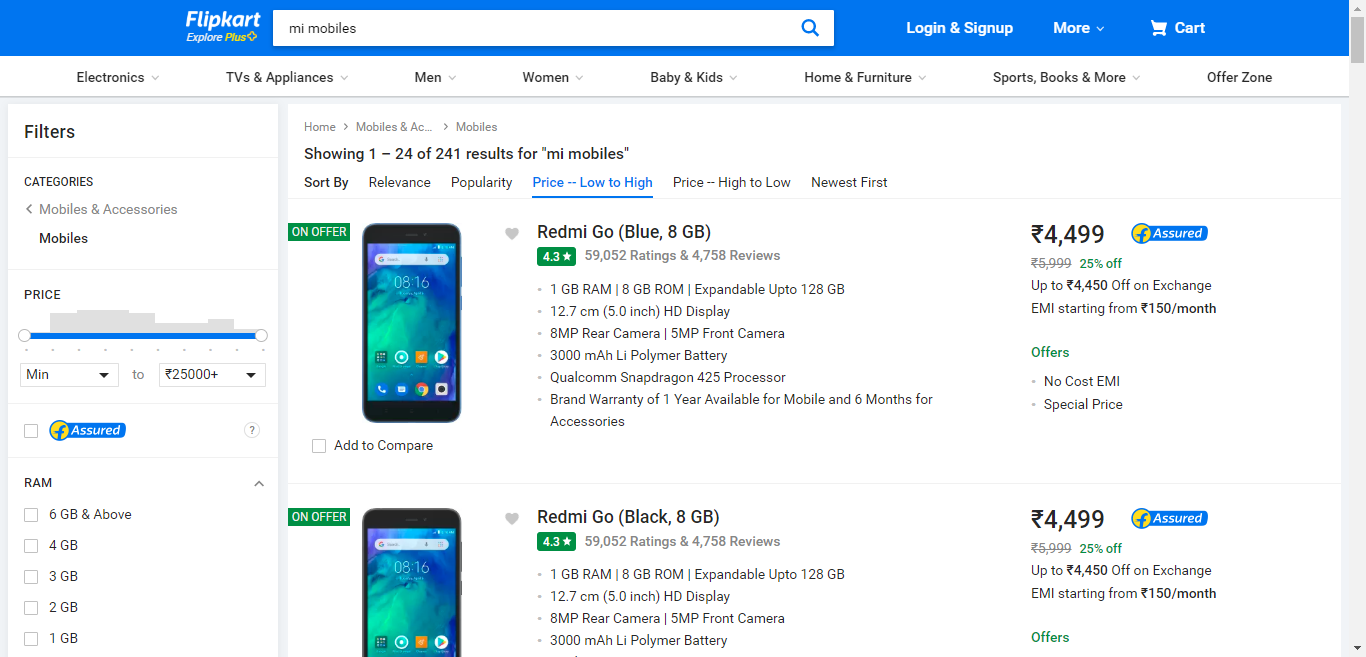 Flipkart
Explore Plus
mi mobiles
Login & Signup
More
Cart
Electronics
TVs & Appliances
Men
Women
Baby & Kids
Home & Furniture
Sports, Books & More
Offer Zone
Filters
CATEGORIES
Mobiles & Accessories
Mobiles
PRICE
Min
to
₹25000+
Assured
?
RAM
6 GB & Above
4 GB
3 GB
2 GB
1 GB
Home
Mobiles & Ac...
Mobiles
Showing 1 – 24 of 241 results for "mi mobiles"
Sort By
Relevance
Popularity
Price -- Low to High
Price -- High to Low
Newest First
ON OFFER
08:16
Add to Compare
Redmi Go (Blue, 8 GB)
4.3 ★
59,052 Ratings & 4,758 Reviews
1 GB RAM | 8 GB ROM | Expandable Upto 128 GB
12.7 cm (5.0 inch) HD Display
8MP Rear Camera | 5MP Front Camera
3000 mAh Li Polymer Battery
Qualcomm Snapdragon 425 Processor
Brand Warranty of 1 Year Available for Mobile and 6 Months for
Accessories
₹4,499
Assured
₹5,999 25% off
Up to ₹4,450 Off on Exchange
EMI starting from ₹150/month
Offers
No Cost EMI
Special Price
ON OFFER
08:16
Redmi Go (Black, 8 GB)
4.3 ★
59,052 Ratings & 4,758 Reviews
1 GB RAM | 8 GB ROM | Expandable Upto 128 GB
12.7 cm (5.0 inch) HD Display
8MP Rear Camera | 5MP Front Camera
3000 mAh Li Polymer Battery
₹4,499
Assured
₹5,999 25% off
Up to ₹4,450 Off on Exchange
EMI starting from ₹150/month
Offers